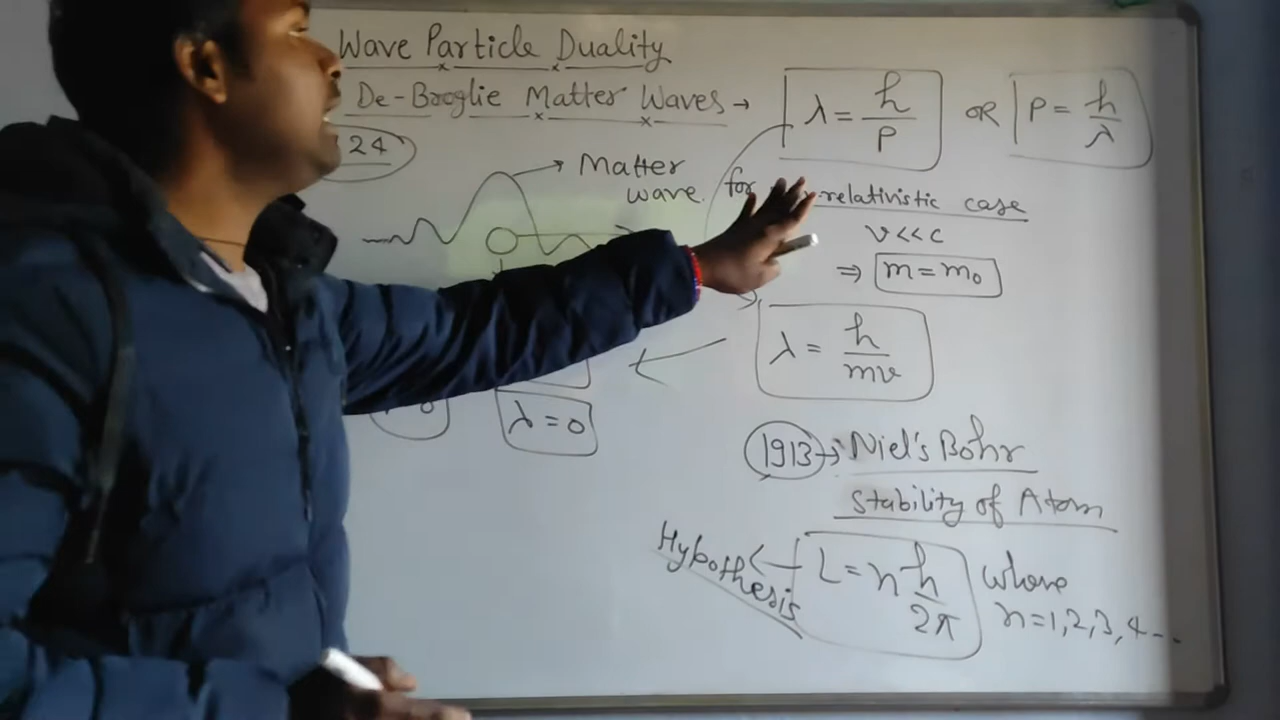 Wave Particle Duality
De-Broglie Matter Waves → λ = h/P OR P = h/λ
24
Matter
wave
for relativistic case
v<<c
⇒ m = m₀
λ = h/mv
λ = 0
1913 → Niel's Bohr
Stability of Atom
Hypothesis
L = n h/2π where
n = 1,2,3,4--